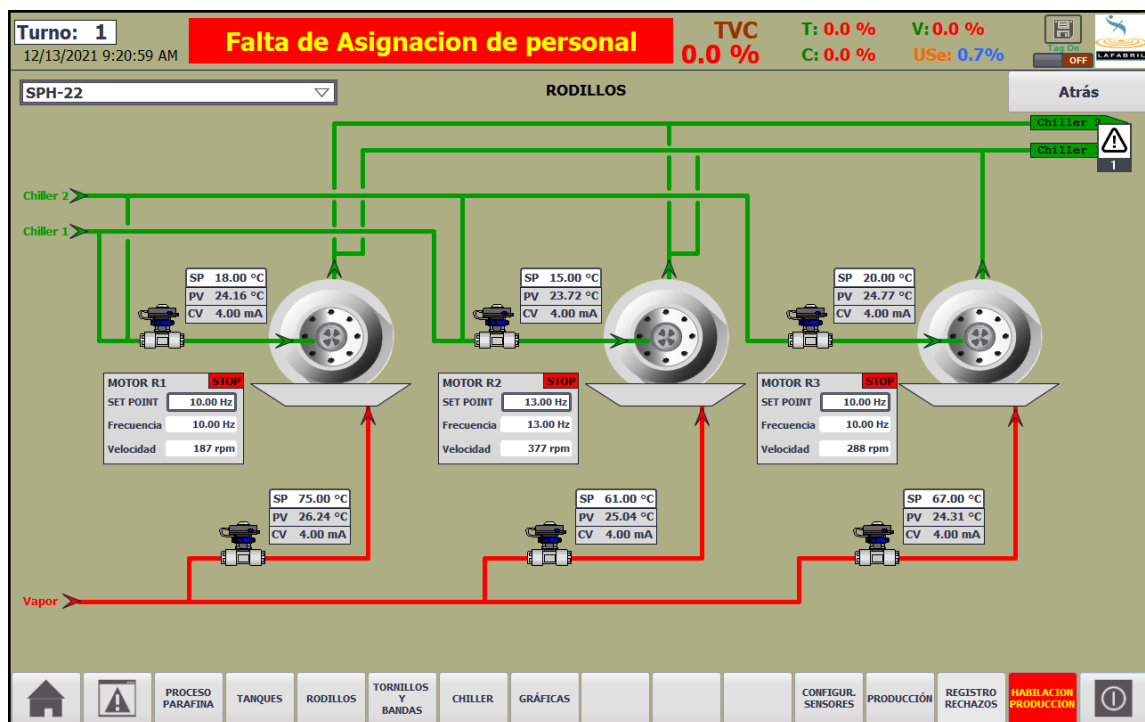 Turno: 1
12/13/2021 9:20:59 AM
Falta de Asignacion de personal
TVC
0.0 %
T: 0.0 % V: 0.0 %
C: 0.0 % USe: 0.7%
Tag On
OFF
LAFABRIL
SPH-22
RODILLOS
Atrás
Chiller 2
Chiller
1
Chiller 2
Chiller 1
SP 18.00 °C
PV 24.16 °C
CV 4.00 mA
SP 15.00 °C
PV 23.72 °C
CV 4.00 mA
SP 20.00 °C
PV 24.77 °C
CV 4.00 mA
MOTOR R1 STOP
SET POINT 10.00 Hz
Frecuencia 10.00 Hz
Velocidad 187 rpm
MOTOR R2 STOP
SET POINT 13.00 Hz
Frecuencia 13.00 Hz
Velocidad 377 rpm
MOTOR R3 STOP
SET POINT 10.00 Hz
Frecuencia 10.00 Hz
Velocidad 288 rpm
SP 75.00 °C
PV 26.24 °C
CV 4.00 mA
SP 61.00 °C
PV 25.04 °C
CV 4.00 mA
SP 67.00 °C
PV 24.31 °C
CV 4.00 mA
Vapor
PROCESO
PARAFINA
TANQUES
RODILLOS
TORNILLOS
Y
BANDAS
CHILLER
GRÁFICAS
CONFIGUR.
SENSORES
PRODUCCIÓN
REGISTRO
RECHAZOS
HABILACION
PRODUCCION